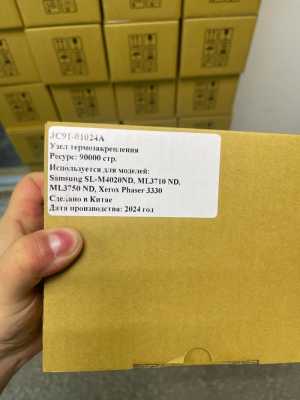 JC91-01024A
Узел термозакрепления
Ресурс: 90000 стр.
Используется для моделей:
Samsung SL-M4020ND, ML3710 ND,
ML3750 ND, Xerox Phaser 3330
Сделано в Китае
Дата производства: 2024 год